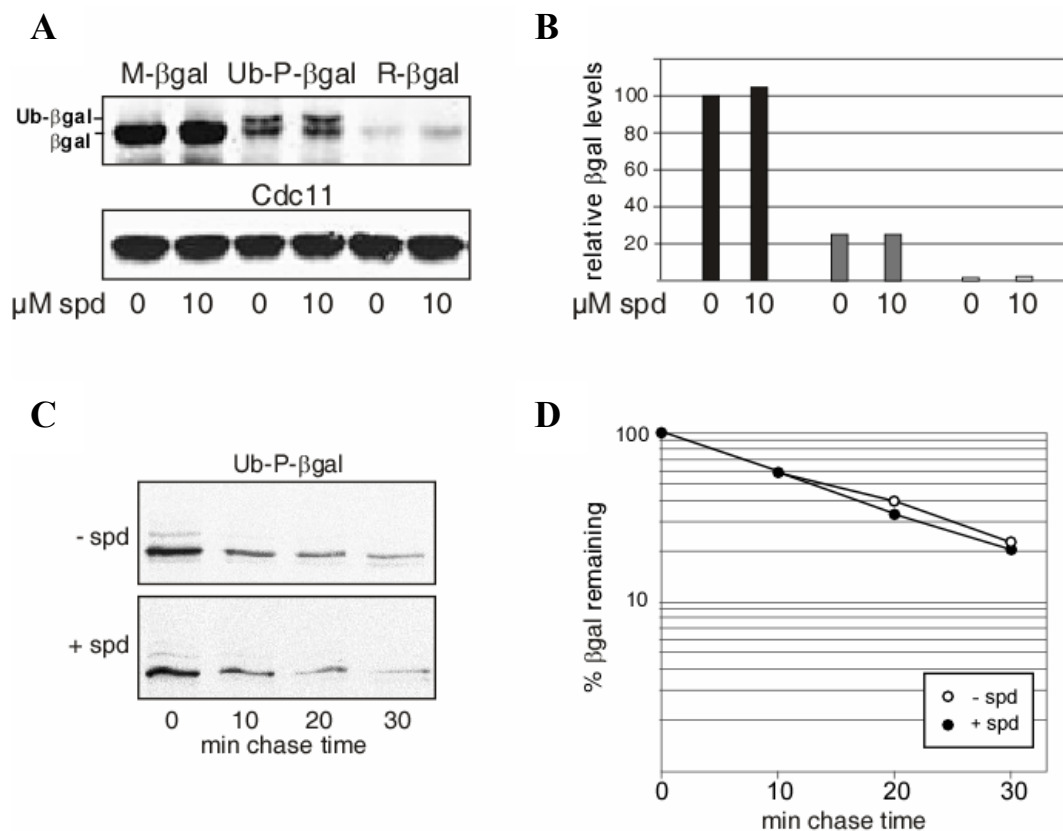 A
M-βgal Ub-P-βgal R-βgal
Ub-βgal
βgal
Cdc11
μM spd 0 10 0 10 0 10
B
relative βgal levels
100
80
60
40
20
μM spd 0 10 0 10 0 10
C
Ub-P-βgal
- spd
+ spd
0 10 20 30
min chase time
D
% βgal remaining
100
10
- spd
+ spd
0 10 20 30
min chase time